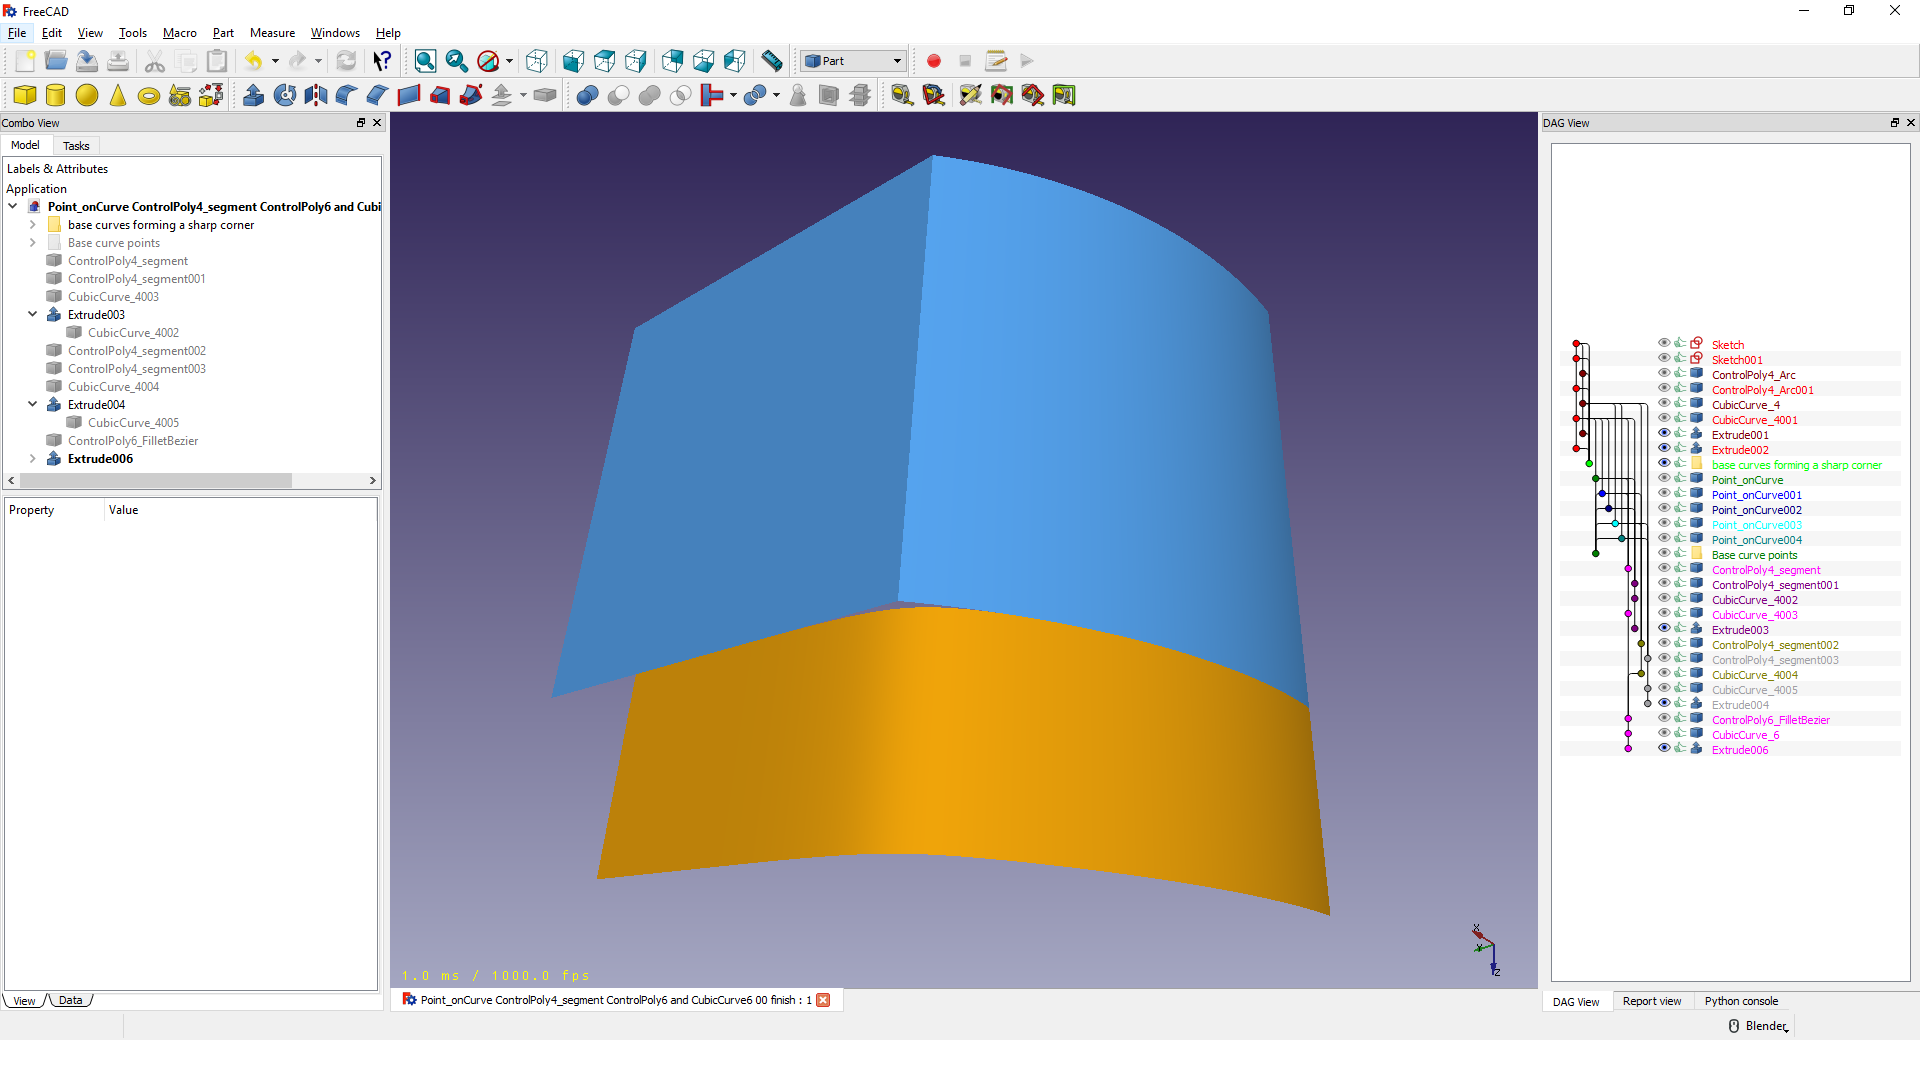 FreeCAD
File Edit View Tools Macro Part Measure Windows Help
Part
Combo View
Model Tasks
Labels & Attributes
Application
Point_onCurve ControlPoly4_segment ControlPoly6 and Cubi
base curves forming a sharp corner
Base curve points
ControlPoly4_segment
ControlPoly4_segment001
CubicCurve_4003
Extrude003
CubicCurve_4002
ControlPoly4_segment002
ControlPoly4_segment003
CubicCurve_4004
Extrude004
CubicCurve_4005
ControlPoly6_FilletBezier
Extrude006
Property Value
View Data
1.0 ms / 1000.0 fps
X
Y
Z
Point_onCurve ControlPoly4_segment ControlPoly6 and CubicCurve6 00 finish : 1
DAG View
Sketch
Sketch001
ControlPoly4_Arc
ControlPoly4_Arc001
CubicCurve_4
CubicCurve_4001
Extrude001
Extrude002
base curves forming a sharp corner
Point_onCurve
Point_onCurve001
Point_onCurve002
Point_onCurve003
Point_onCurve004
Base curve points
ControlPoly4_segment
ControlPoly4_segment001
CubicCurve_4002
CubicCurve_4003
Extrude003
ControlPoly4_segment002
ControlPoly4_segment003
CubicCurve_4004
CubicCurve_4005
Extrude004
ControlPoly6_FilletBezier
CubicCurve_6
Extrude006
DAG View Report view Python console
Blender